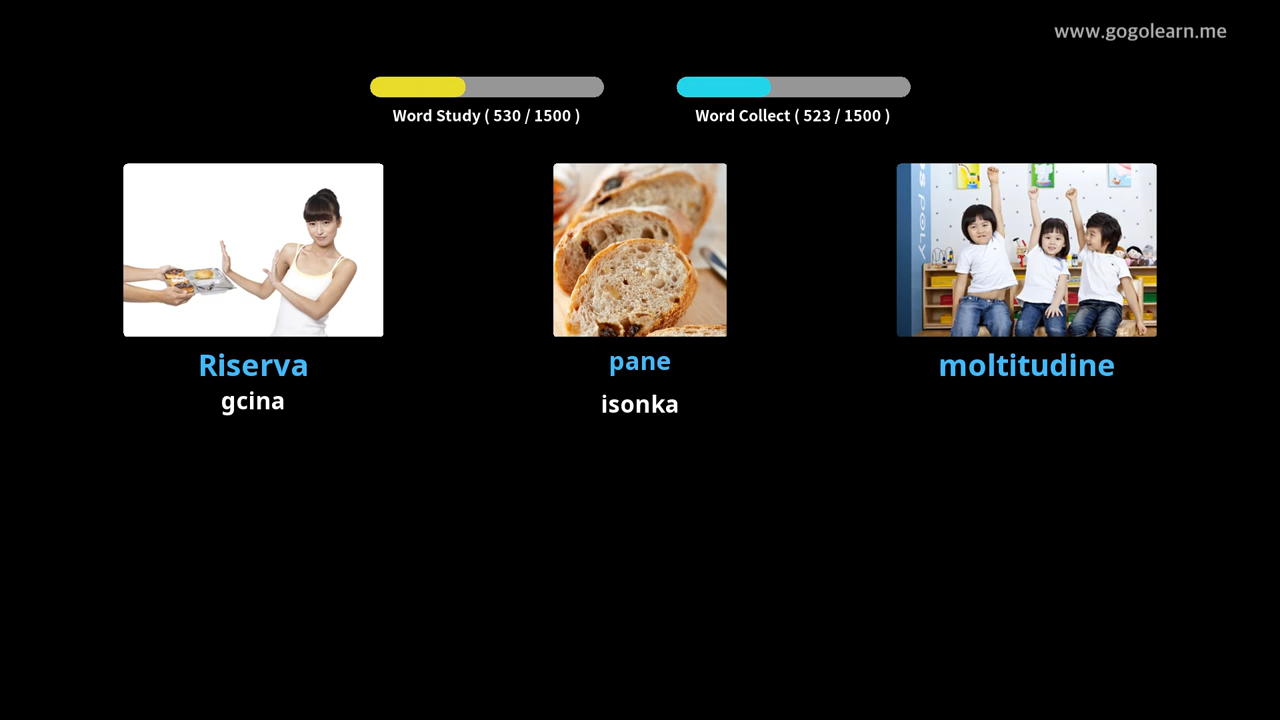 www.gogolearn.me
Word Study ( 530 / 1500 )
Word Collect ( 523 / 1500 )
Riserva
gcina
pane
isonka
moltitudine